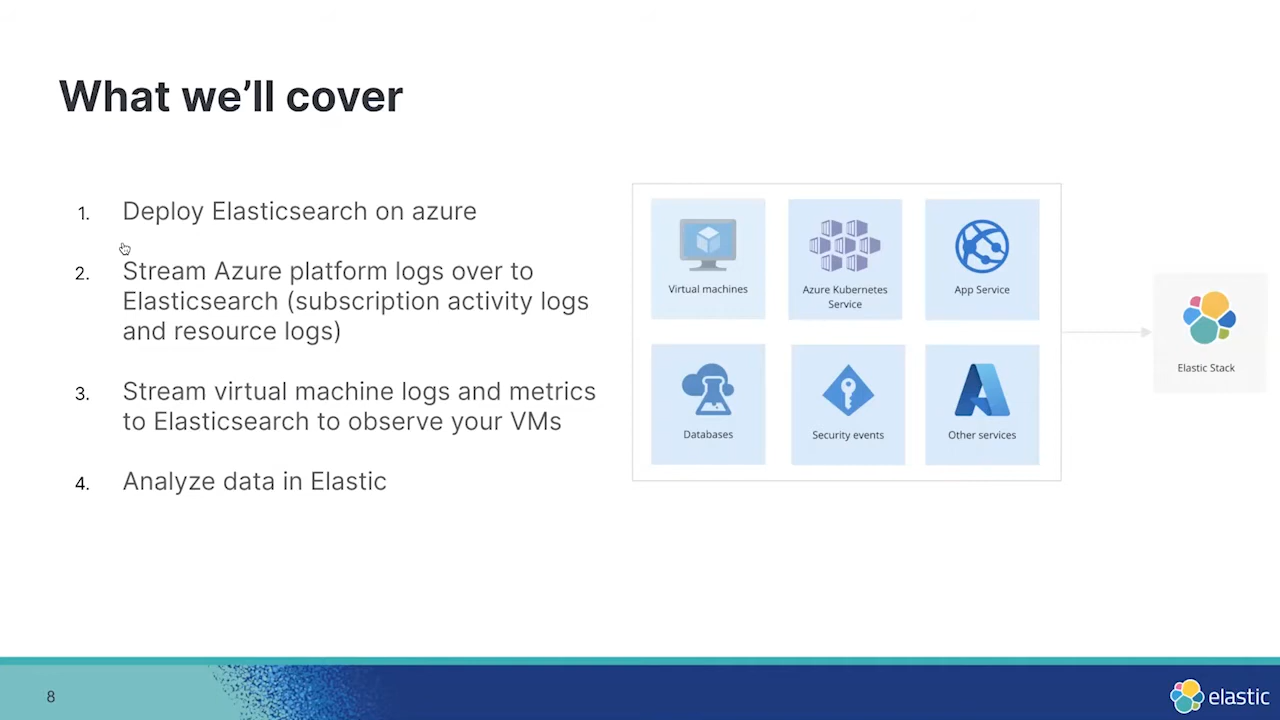 What we’ll cover
1. Deploy Elasticsearch on azure
2. Stream Azure platform logs over to
Elasticsearch (subscription activity logs
and resource logs)
3. Stream virtual machine logs and metrics
to Elasticsearch to observe your VMs
4. Analyze data in Elastic
Virtual machines
Azure Kubernetes
Service
App Service
Databases
Security events
Other services
Elastic Stack
8
elastic